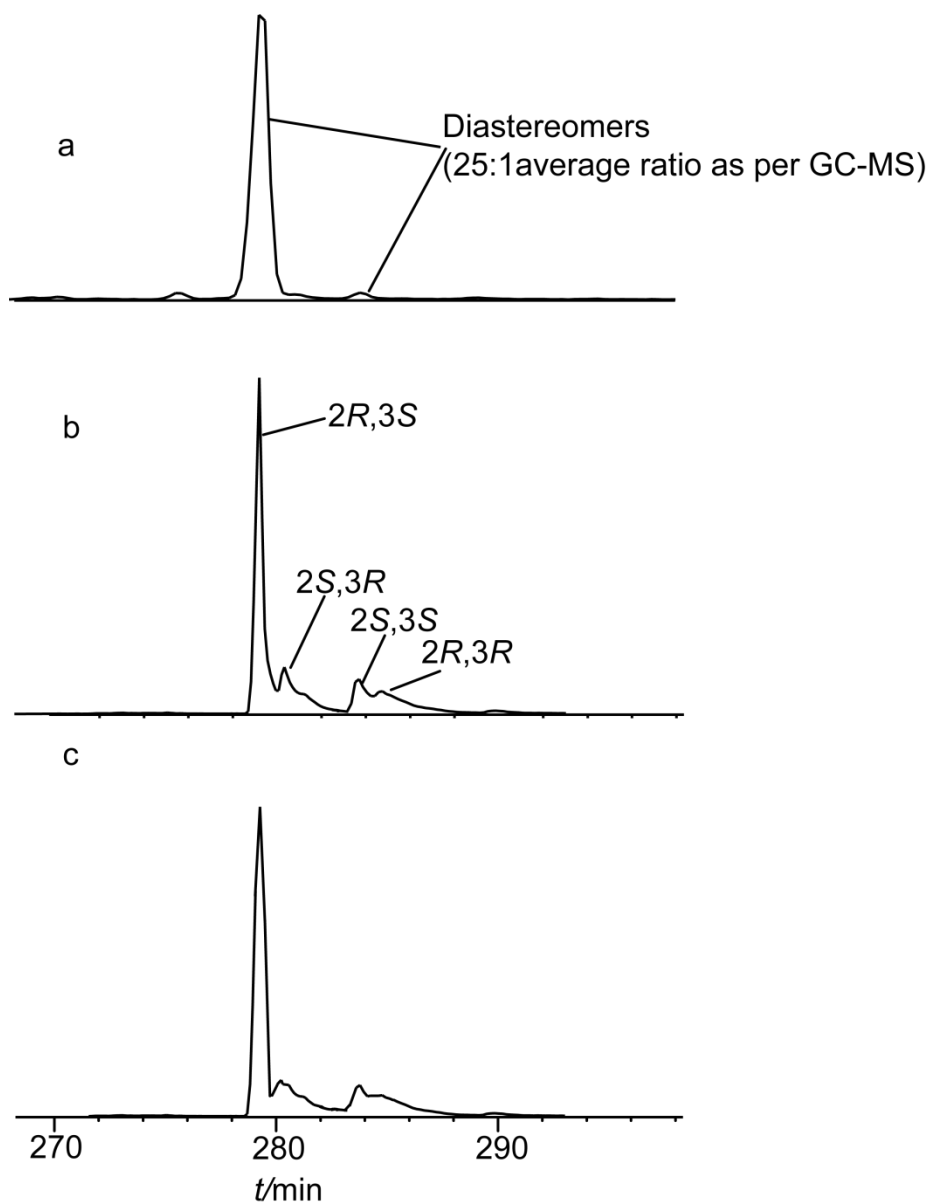 a
Diastereomers
(25:1average ratio as per GC-MS)
b
2R,3S
2S,3R
2S,3S
2R,3R
c
270 280 290
t/min